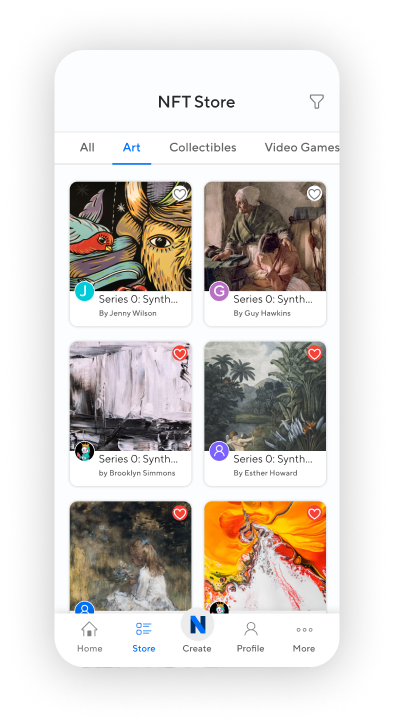 NFT Store
All Art Collectibles Video Games
Series 0: Synth... Series 0: Synth...
J G
By Jenny Wilson By Guy Hawkins
Series 0: Synth... Series 0: Synth...
by Brooklyn Simmons By Esther Howard
N
Home Store Create Profile More